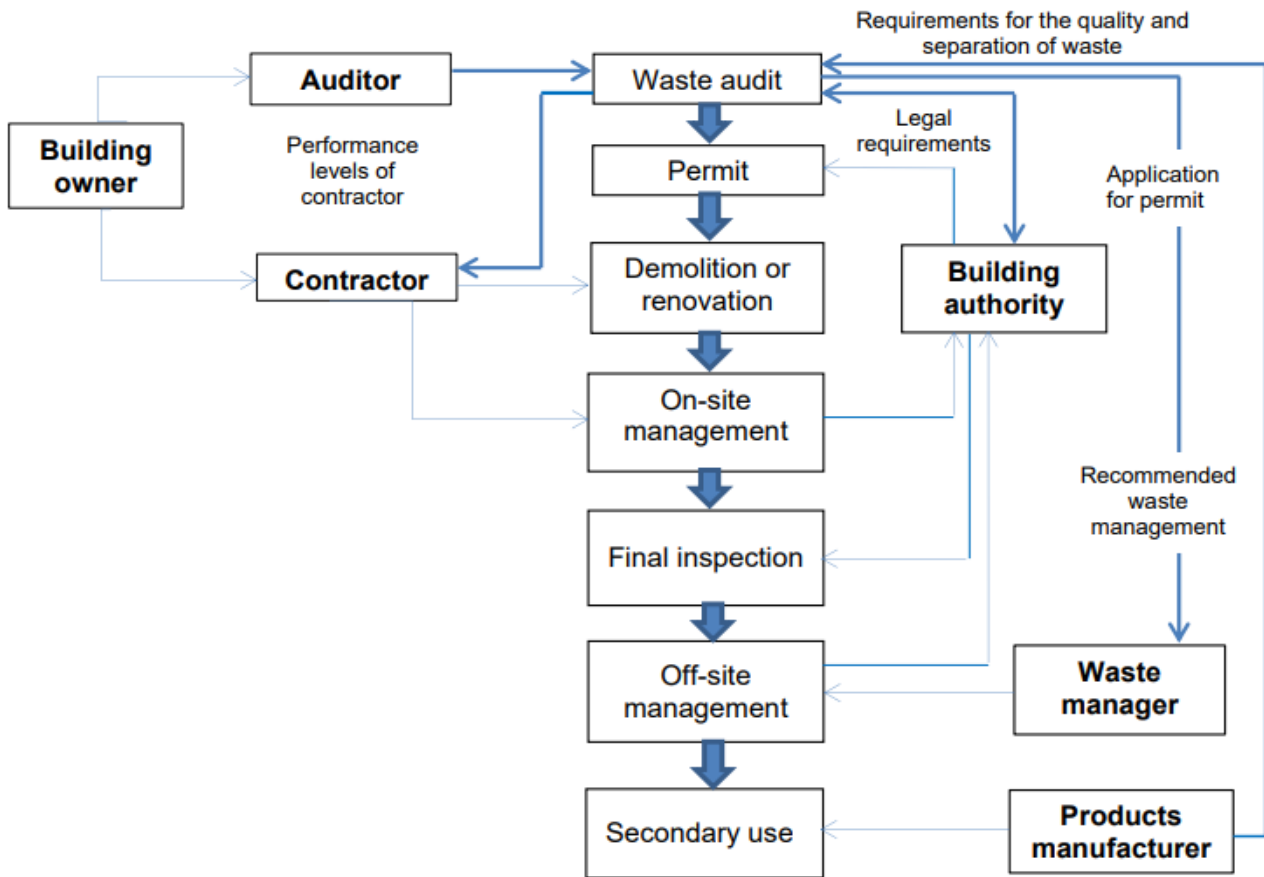 Requirements for the quality and
separation of waste
Auditor
Waste audit
Building
owner
Performance
levels of
contractor
Legal
requirements
Permit
Application
for permit
Contractor
Demolition or
renovation
Building
authority
On-site
management
Recommended
waste
management
Final inspection
Off-site
management
Waste
manager
Secondary use
Products
manufacturer